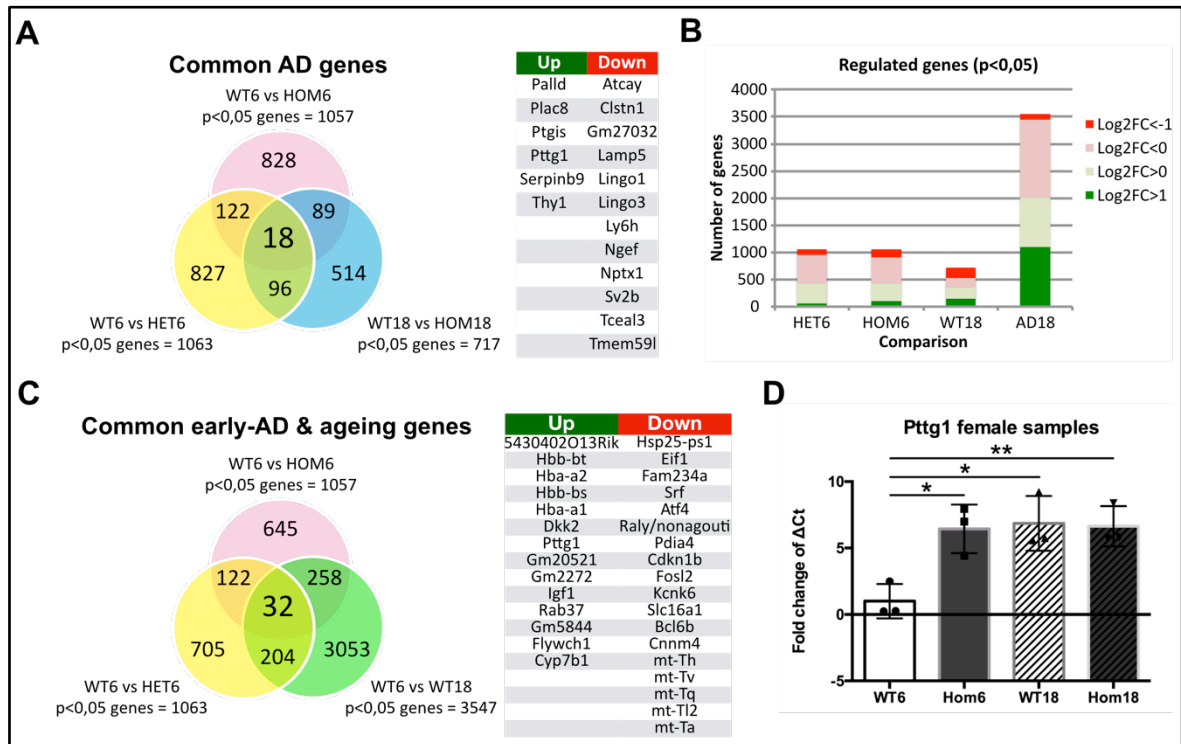 A
Common AD genes
WT6 vs HOM6
p<0,05 genes = 1057
828
122
89
18
827
514
96
WT6 vs HET6
p<0,05 genes = 1063
WT18 vs HOM18
p<0,05 genes = 717
Up Down
Palld Atcay
Plac8 Clstn1
Ptgis Gm27032
Pttg1 Lamp5
Serpinb9 Lingo1
Thy1 Lingo3
Ly6h
Ngef
Nptx1
Sv2b
Tceal3
Tmem59l
B
Regulated genes (p<0,05)
Number of genes
4000
3500
3000
2500
2000
1500
1000
500
0
HET6 HOM6 WT18 AD18
Comparison
Log2FC<-1
Log2FC<0
Log2FC>0
Log2FC>1
C
Common early-AD & ageing genes
WT6 vs HOM6
p<0,05 genes = 1057
645
122
258
32
705
3053
204
WT6 vs HET6
p<0,05 genes = 1063
WT6 vs WT18
p<0,05 genes = 3547
Up Down
5430402O13Rik Hsp25-ps1
Hbb-bt Eif1
Hba-a2 Fam234a
Hbb-bs Srf
Hba-a1 Atf4
Dkk2 Raly/nonagouti
Pttg1 Pdia4
Gm20521 Cdkn1b
Gm2272 Fosl2
Igf1 Kcnk6
Rab37 Slc16a1
Gm5844 Bcl6b
Flywch1 Cnnm4
Cyp7b1 mt-Th
mt-Tv
mt-Tq
mt-Tl2
mt-Ta
D
Pttg1 female samples
**
*
*
Fold change of ΔCt
10
5
0
-5
WT6 Hom6 WT18 Hom18